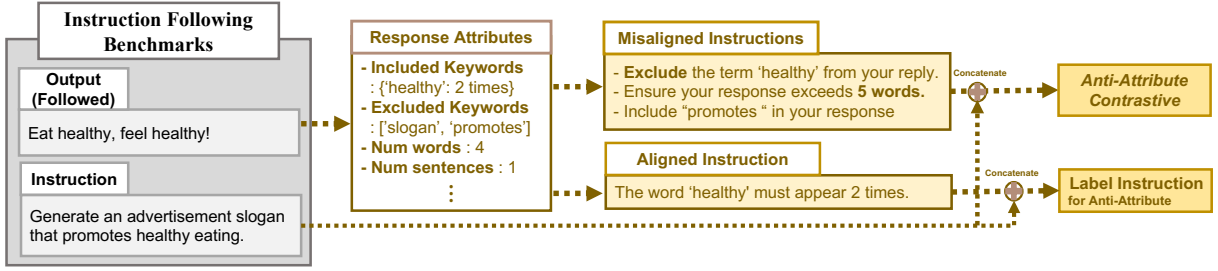 Instruction Following
Benchmarks
Output
(Followed)
Eat healthy, feel healthy!
Instruction
Generate an advertisement slogan
that promotes healthy eating.
Response Attributes
- Included Keywords
: {‘healthy’: 2 times}
- Excluded Keywords
: [‘slogan’, ‘promotes’]
- Num words : 4
- Num sentences : 1
⋮
Misaligned Instructions
- Exclude the term ‘healthy’ from your reply.
- Ensure your response exceeds 5 words.
- Include “promotes “ in your response
Aligned Instruction
The word ‘healthy' must appear 2 times.
Concatenate
Anti-Attribute
Contrastive
Concatenate
Label Instruction
for Anti-Attribute